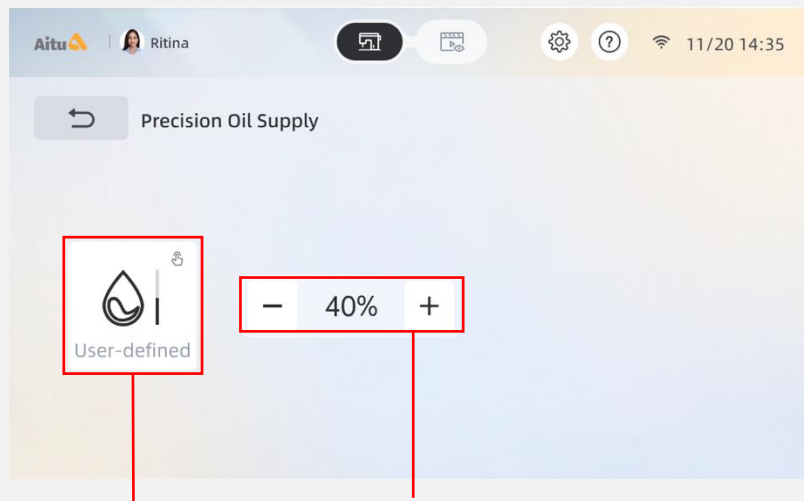 Aitu
Ritina
11/20 14:35
Precision Oil Supply
− 40% +
User-defined